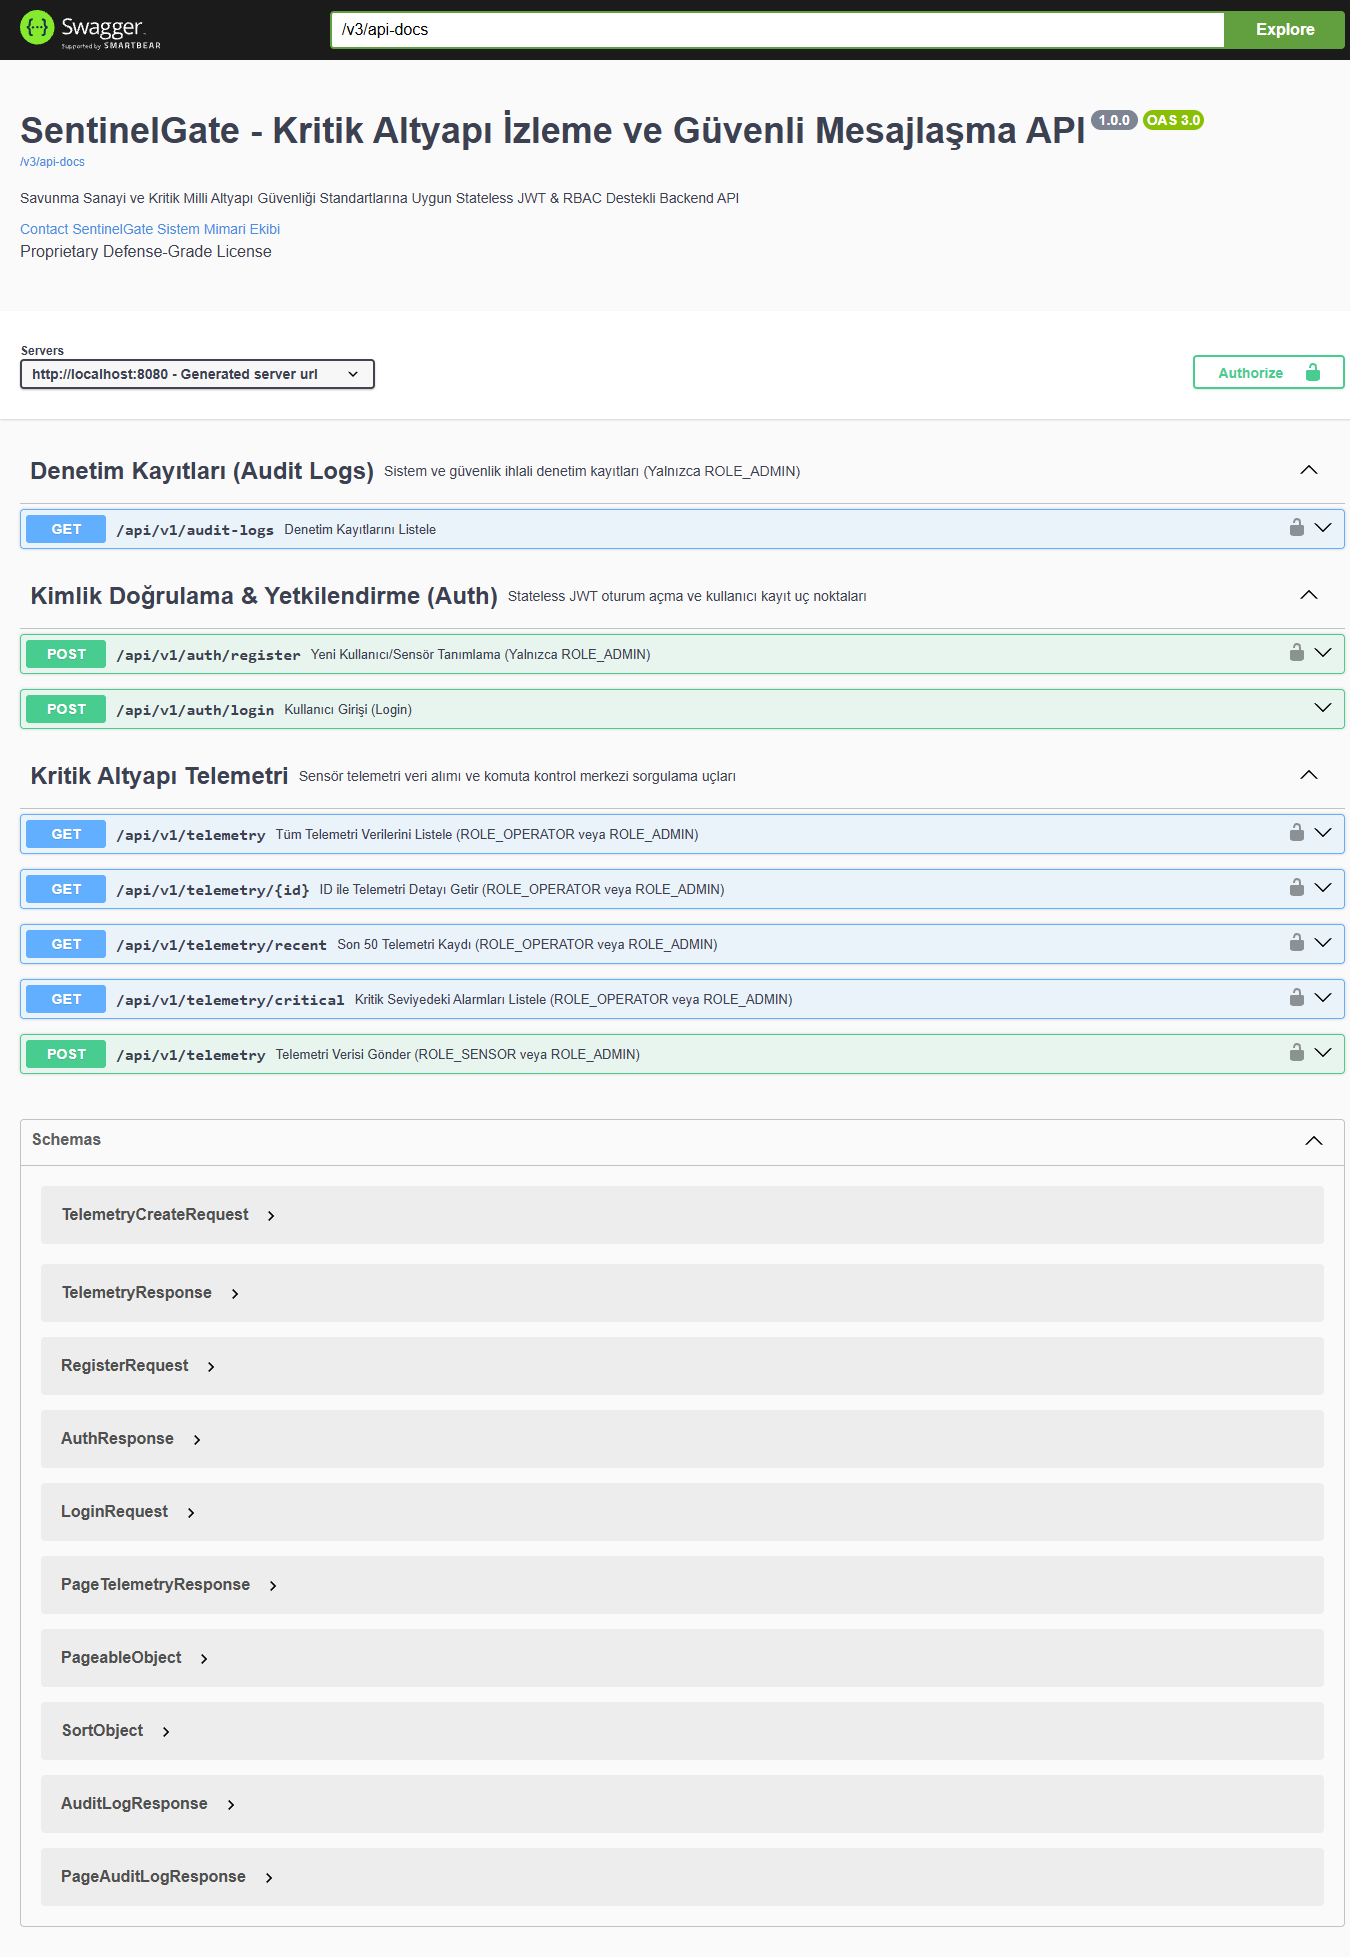 Swagger.
Supported by SMARTBEAR
/v3/api-docs
Explore
SentinelGate - Kritik Altyapı İzleme ve Güvenli Mesajlaşma API 1.0.0 OAS 3.0
/v3/api-docs
Savunma Sanayi ve Kritik Milli Altyapı Güvenliği Standartlarına Uygun Stateless JWT & RBAC Destekli Backend API
Contact SentinelGate Sistem Mimari Ekibi
Proprietary Defense-Grade License
Servers
http://localhost:8080 - Generated server url
Authorize
Denetim Kayıtları (Audit Logs) Sistem ve güvenlik ihlali denetim kayıtları (Yalnızca ROLE_ADMIN)
GET /api/v1/audit-logs Denetim Kayıtlarını Listele
Kimlik Doğrulama & Yetkilendirme (Auth) Stateless JWT oturum açma ve kullanıcı kayıt uç noktaları
POST /api/v1/auth/register Yeni Kullanıcı/Sensör Tanımlama (Yalnızca ROLE_ADMIN)
POST /api/v1/auth/login Kullanıcı Girişi (Login)
Kritik Altyapı Telemetri Sensör telemetri veri alımı ve komuta kontrol merkezi sorgulama uçları
GET /api/v1/telemetry Tüm Telemetri Verilerini Listele (ROLE_OPERATOR veya ROLE_ADMIN)
GET /api/v1/telemetry/{id} ID ile Telemetri Detayı Getir (ROLE_OPERATOR veya ROLE_ADMIN)
GET /api/v1/telemetry/recent Son 50 Telemetri Kaydı (ROLE_OPERATOR veya ROLE_ADMIN)
GET /api/v1/telemetry/critical Kritik Seviyedeki Alarmları Listele (ROLE_OPERATOR veya ROLE_ADMIN)
POST /api/v1/telemetry Telemetri Verisi Gönder (ROLE_SENSOR veya ROLE_ADMIN)
Schemas
TelemetryCreateRequest
TelemetryResponse
RegisterRequest
AuthResponse
LoginRequest
PageTelemetryResponse
PageableObject
SortObject
AuditLogResponse
PageAuditLogResponse